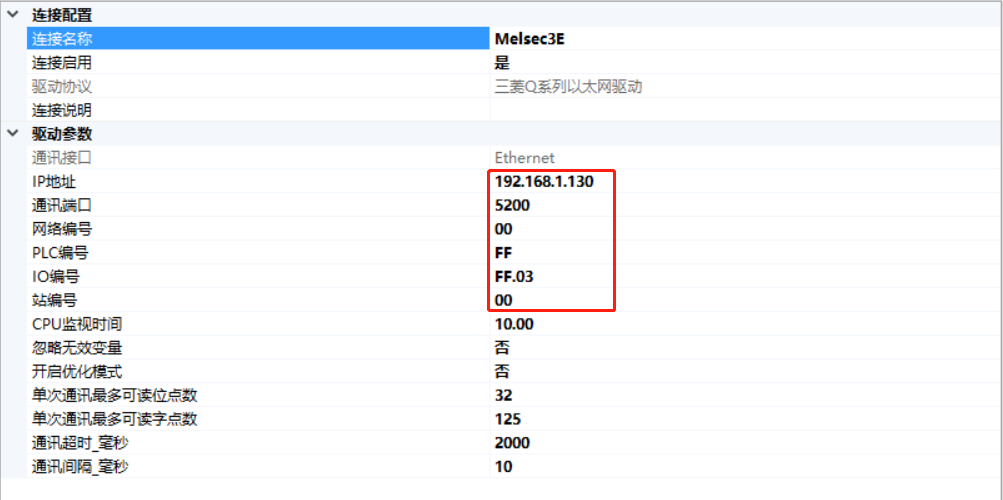 连接配置
连接名称 Melsec3E
连接启用 是
驱动协议 三菱Q系列以太网驱动
连接说明
驱动参数
通讯接口 Ethernet
IP地址 192.168.1.130
通讯端口 5200
网络编号 00
PLC编号 FF
IO编号 FF.03
站编号 00
CPU监视时间 10.00
忽略无效变量 否
开启优化模式 否
单次通讯最多可读位点数 32
单次通讯最多可读字点数 125
通讯超时_毫秒 2000
通讯间隔_毫秒 10